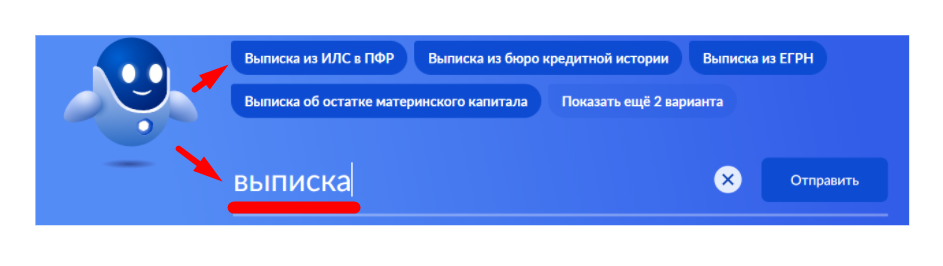 Выписка из ИЛС в ПФР Выписка из бюро кредитной истории Выписка из ЕГРН
Выписка об остатке материнского капитала Показать ещё 2 варианта
выписка Отправить